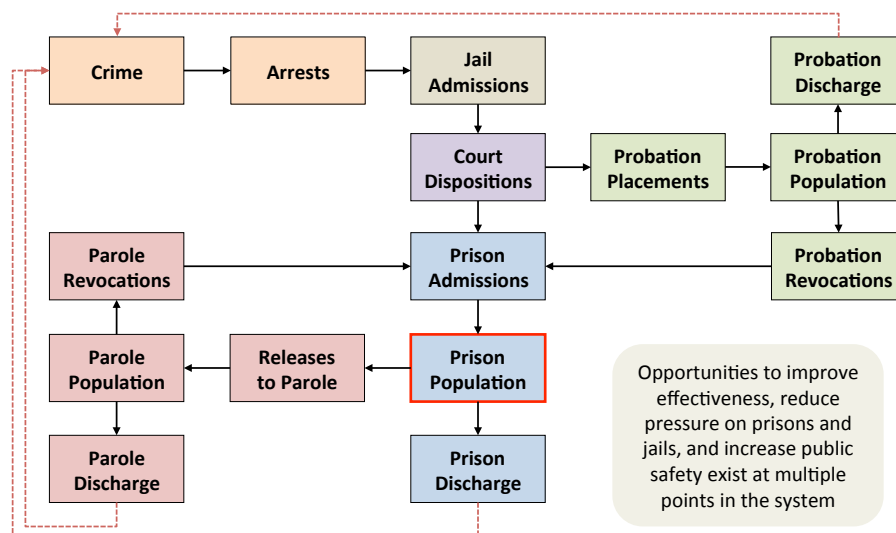 Crime
Arrests
Jail
Admissions
Probation
Discharge
Court
Dispositions
Probation
Placements
Probation
Population
Parole
Revocations
Prison
Admissions
Probation
Revocations
Parole
Population
Releases
to Parole
Prison
Population
Parole
Discharge
Prison
Discharge
Opportunities to improve
effectiveness, reduce
pressure on prisons and
jails, and increase public
safety exist at multiple
points in the system